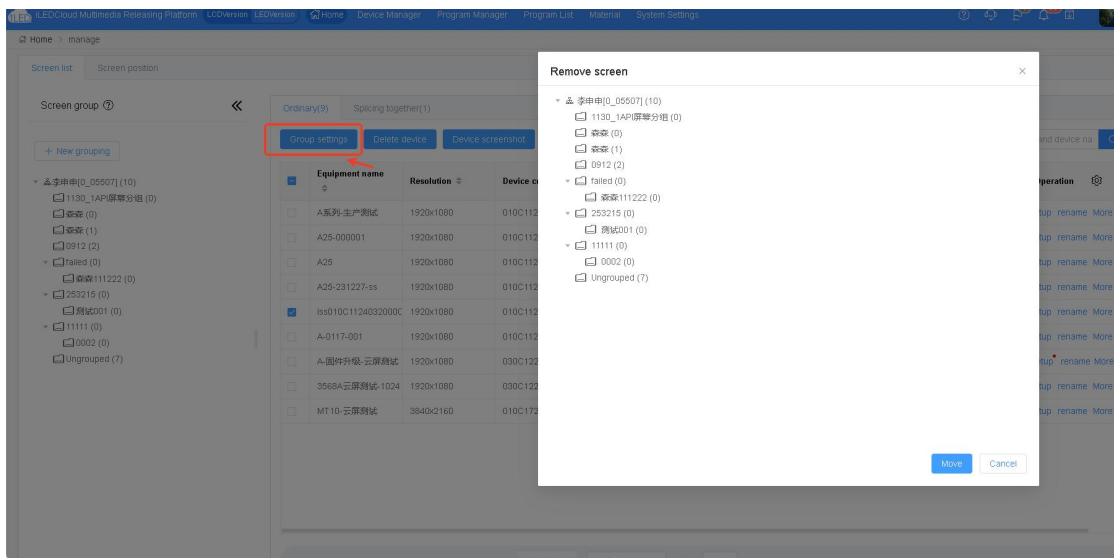 iLEDCloud Multimedia Releasing Platform LCDVersion LEDVersion Home Device Manager Program Manager Program List Material System Settings
Home > manage
Screen list Screen position
Screen group
+ New grouping
李申申[0_05507] (10)
1130_1API屏幕分组 (0)
森森 (0)
森森 (1)
0912 (2)
failed (0)
森森111222 (0)
253215 (0)
测试001 (0)
11111 (0)
0002 (0)
Ungrouped (7)
Ordinary(9) Splicing together(1)
Group settings Delete device Device screenshot and device na
Equipment name Resolution Device c Operation
A系列-生产测试 1920x1080 010C112 tup rename More
A25-000001 1920x1080 010C112 tup rename More
A25 1920x1080 010C112 tup rename More
A25-231227-ss 1920x1080 010C112 tup rename More
lss010C1124032000C 1920x1080 010C112 tup rename More
A-0117-001 1920x1080 010C112 tup rename More
A-固件升级-云屏测试 1920x1080 030C122 tup rename More
3568A云屏测试-1024 1920x1080 030C122 tup rename More
MT10-云屏测试 3840x2160 010C172 tup rename More
Remove screen
李申申[0_05507] (10)
1130_1API屏幕分组 (0)
森森 (0)
森森 (1)
0912 (2)
failed (0)
森森111222 (0)
253215 (0)
测试001 (0)
11111 (0)
0002 (0)
Ungrouped (7)
Move Cancel